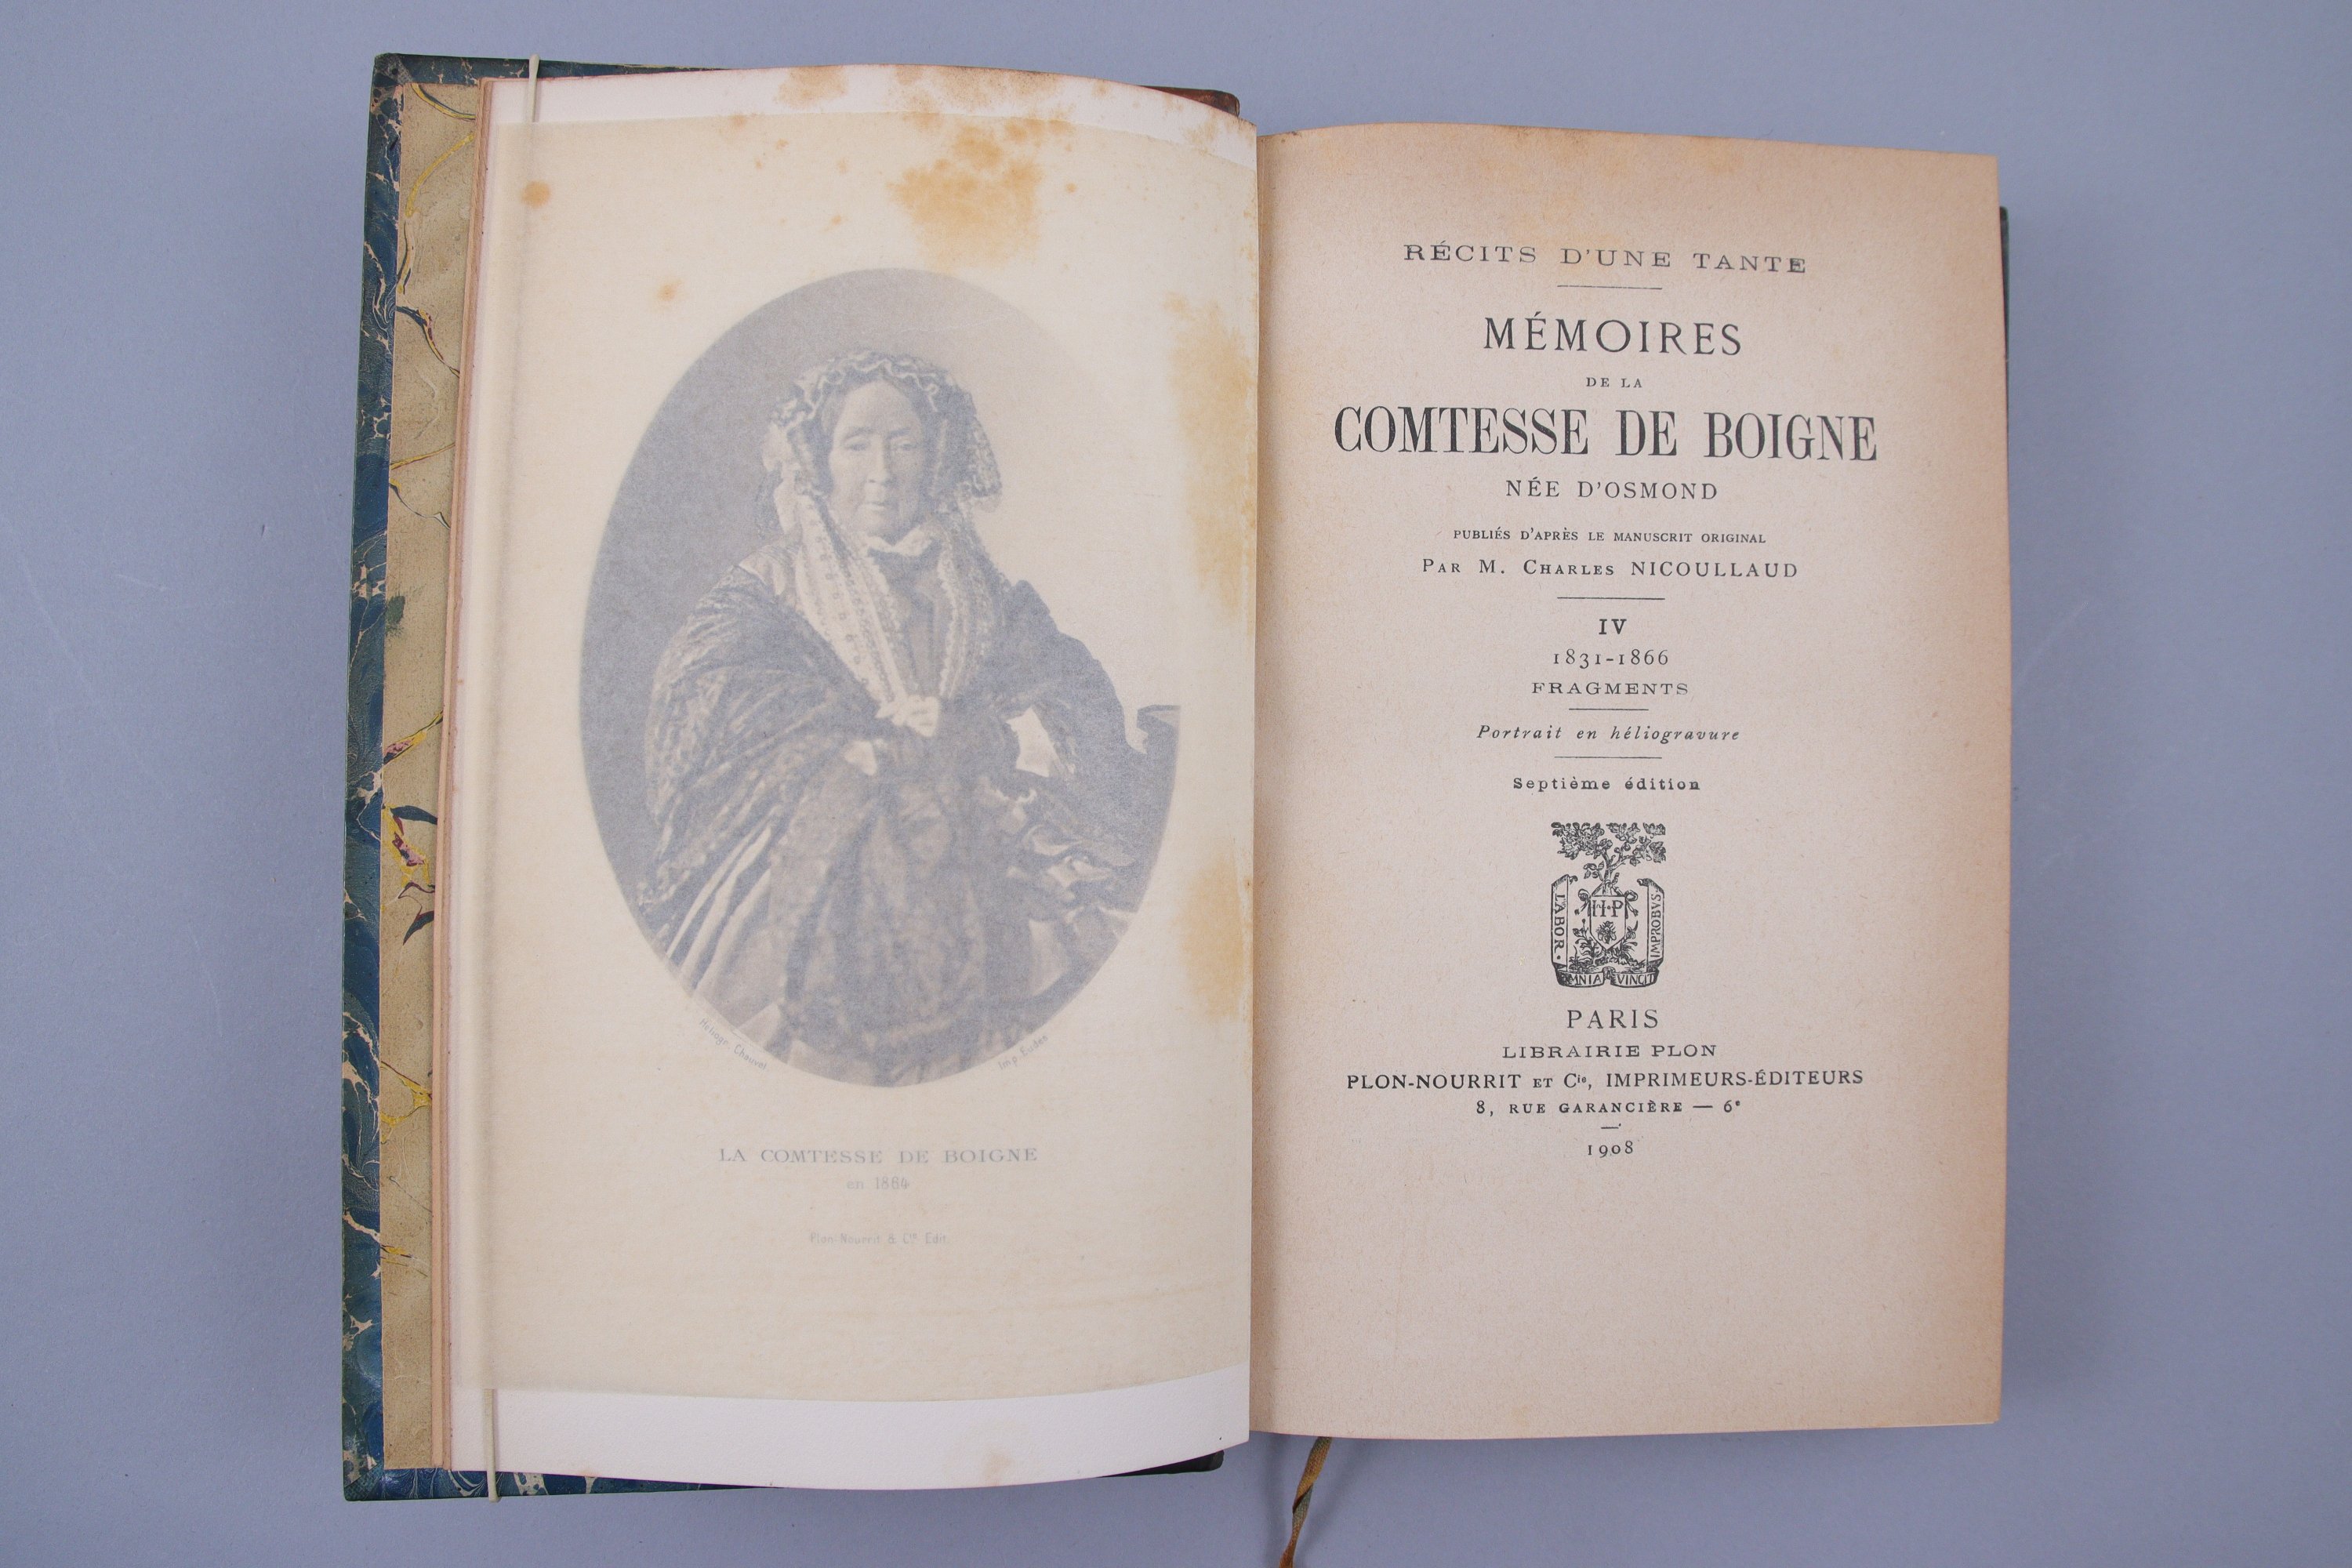 Héliogr. Chauvet
Imp. Eudes
LA COMTESSE DE BOIGNE
en 1864
Plon-Nourrit & Cie Edit.
RÉCITS D'UNE TANTE
MÉMOIRES
DE LA
COMTESSE DE BOIGNE
NÉE D'OSMOND
PUBLIÉS D'APRÈS LE MANUSCRIT ORIGINAL
PAR M. CHARLES NICOULLAUD
IV
1831-1866
FRAGMENTS
Portrait en héliogravure
Septième édition
H·P
LABOR.
IMPROBVS.
OMNIA VINCIT
PARIS
LIBRAIRIE PLON
PLON-NOURRIT ET Cie, IMPRIMEURS-ÉDITEURS
8, RUE GARANCIÈRE — 6e
1908